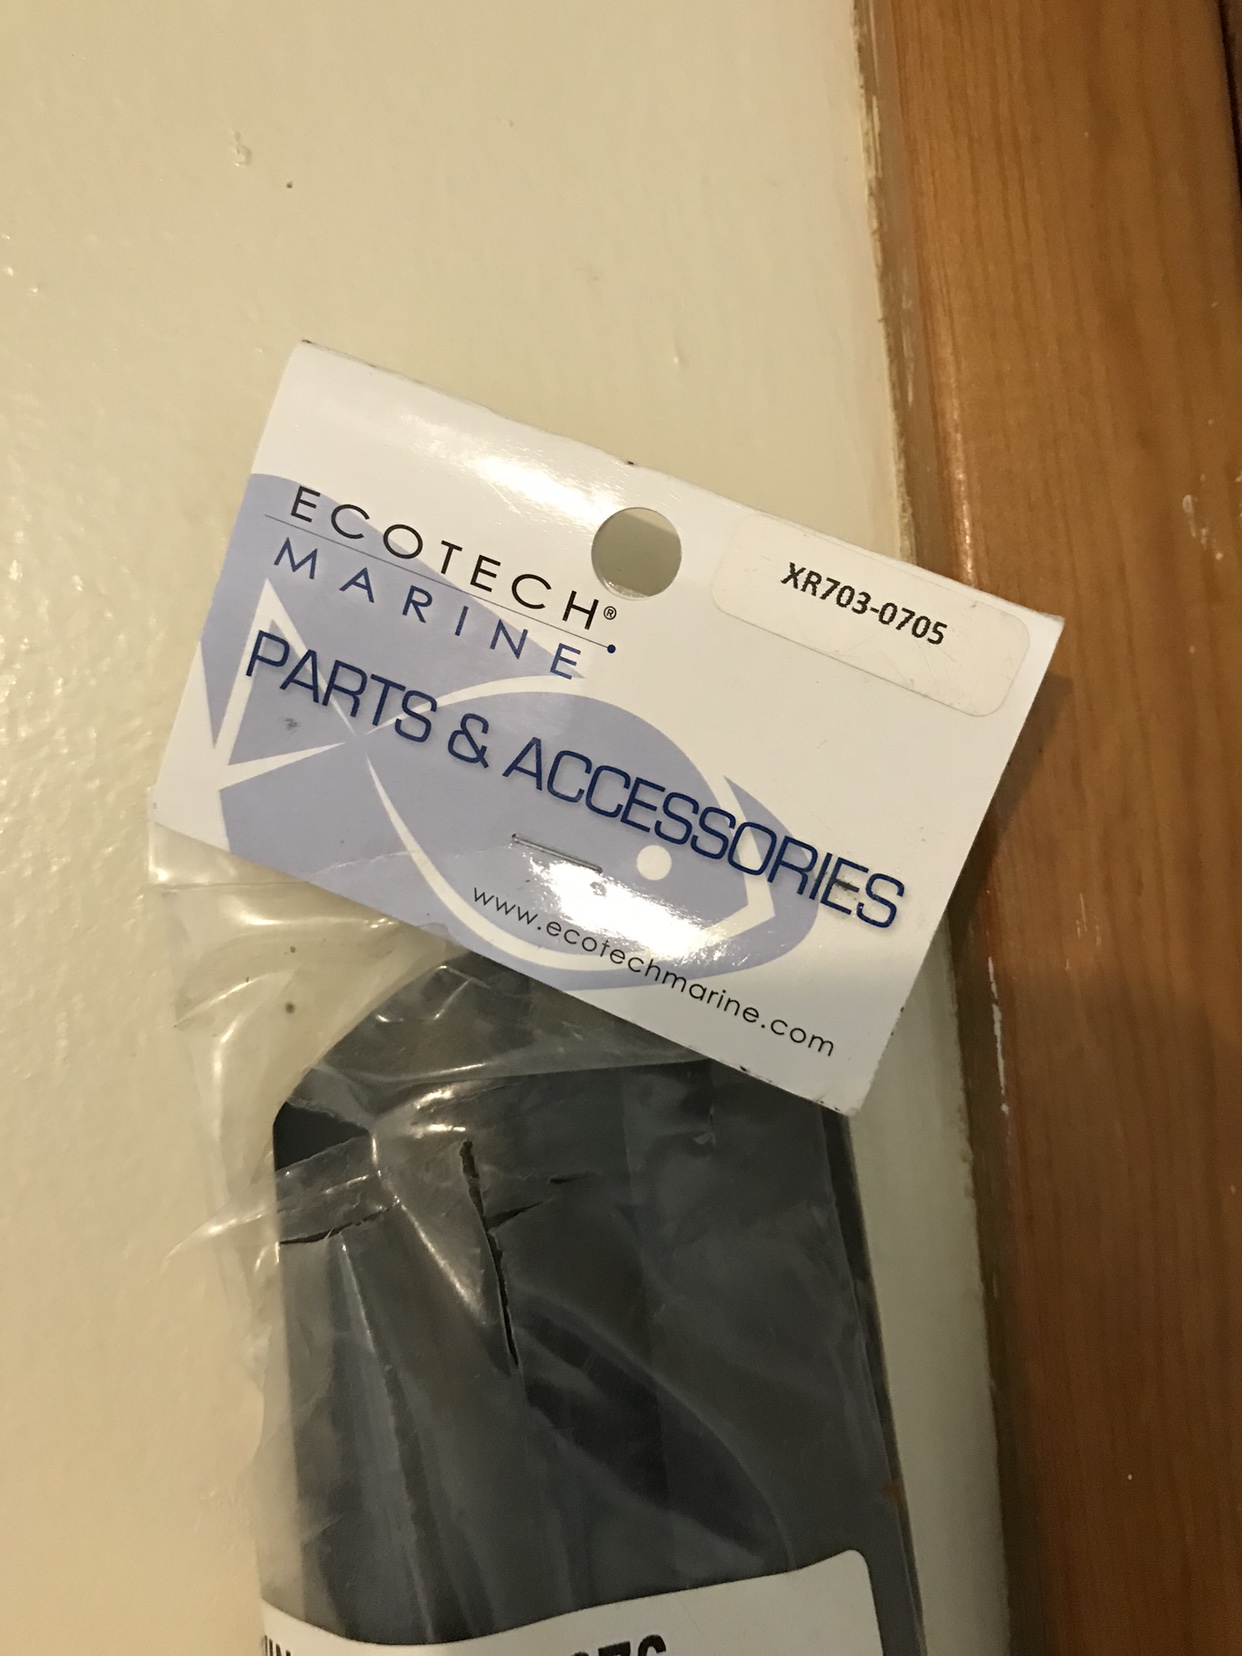 ECOTECH®
MARINE
XR703-0705
PARTS & ACCESSORIES
www.ecotechmarine.com